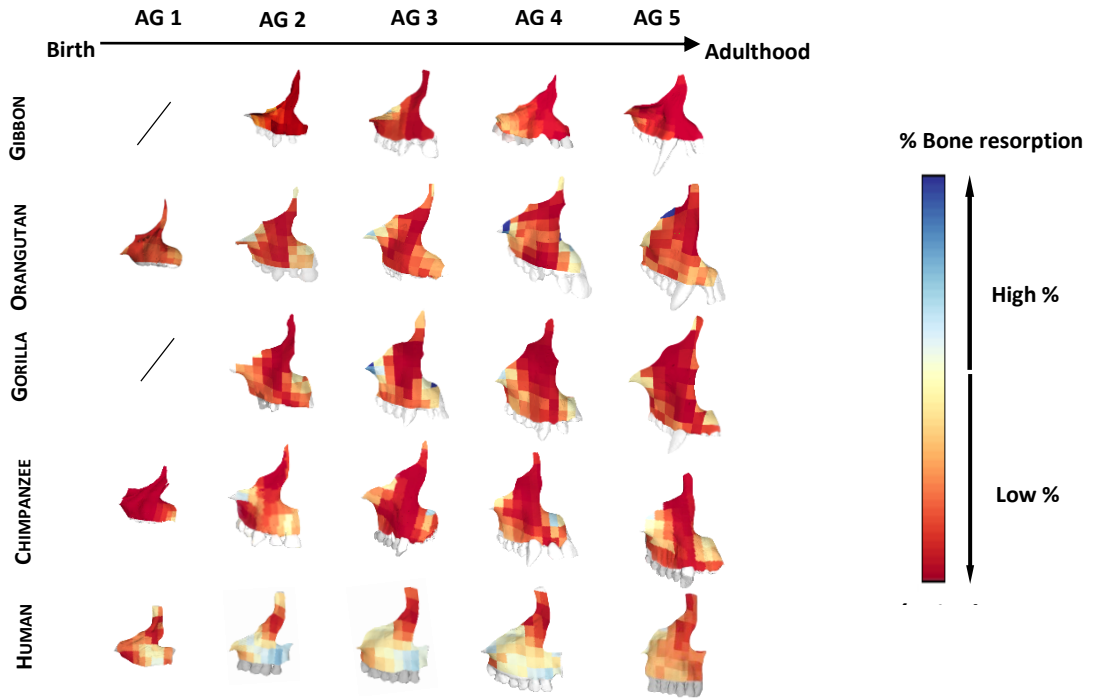 AG 1 AG 2 AG 3 AG 4 AG 5
Birth Adulthood
GIBBON
% Bone resorption
ORANGUTAN
High %
GORILLA
CHIMPANZEE
Low %
HUMAN